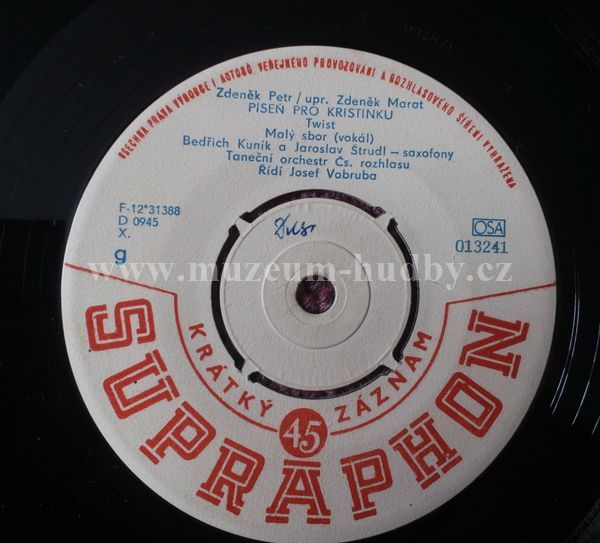 VŠECHNA PRÁVA VÝROBCE I AUTORŮ, VEŘEJNÉHO PROVOZOVÁNÍ A ROZHLASOVÉHO ŠÍŘENÍ VYHRAŽENA
Zdeněk Petr / upr. Zdeněk Marat
PÍSEŇ PRO KRISTINKU
Twist
Malý sbor (vokál)
Bedřich Kuník a Jaroslav Štrudl — saxofony
Taneční orchestr Čs. rozhlasu
Řídí Josef Vobruba
F-12*31388
D 0945
X.
g
OSA
013241
www.muzeum-hudby.cz
KRÁTKÝ 45 ZÁZNAM
SUPRAPHON